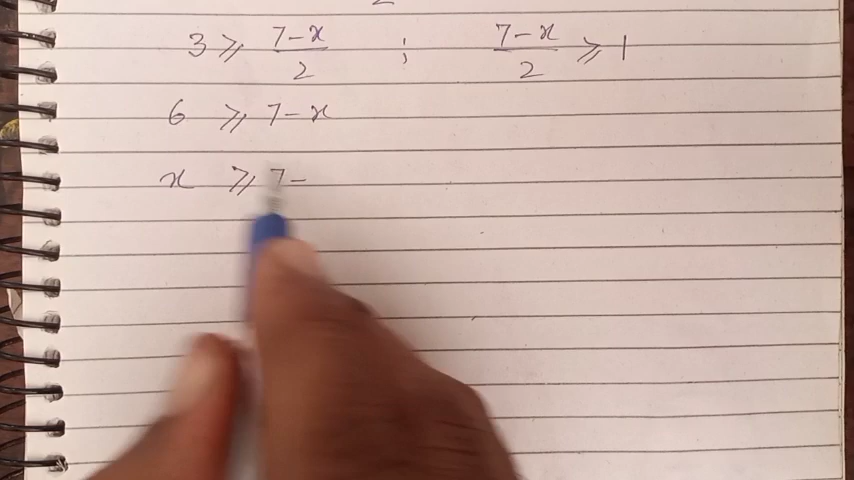 3 ⩾ (7-x)/2 ; (7-x)/2 ⩾ 1
6 ⩾ 7-x
x ⩾ 7-